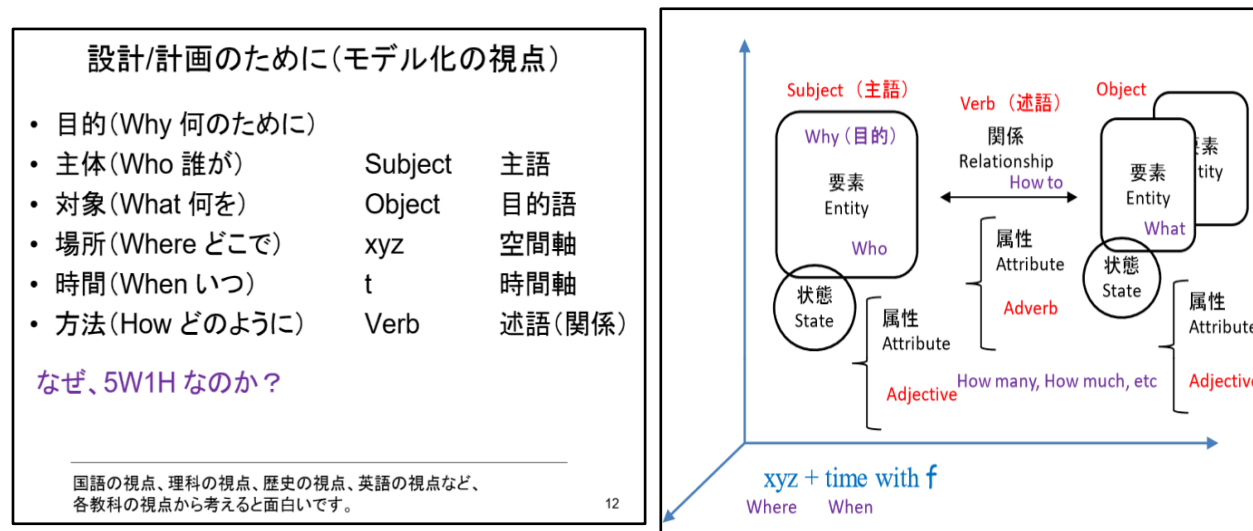 設計/計画のために(モデル化の視点)
• 目的(Why 何のために)
• 主体(Who 誰が) Subject 主語
• 対象(What 何を) Object 目的語
• 場所(Where どこで) xyz 空間軸
• 時間(When いつ) t 時間軸
• 方法(How どのように) Verb 述語(関係)
なぜ、5W1H なのか？
国語の視点、理科の視点、歴史の視点、英語の視点など、
各教科の視点から考えると面白いです。
12
Subject (主語)
Why (目的)
要素
Entity
Who
状態
State
属性
Attribute
Adjective
Verb (述語)
関係
Relationship
How to
属性
Attribute
Adverb
How many, How much, etc
Object
要素
Entity
What
素
tity
状態
State
属性
Attribute
Adjective
xyz + time with f
Where When